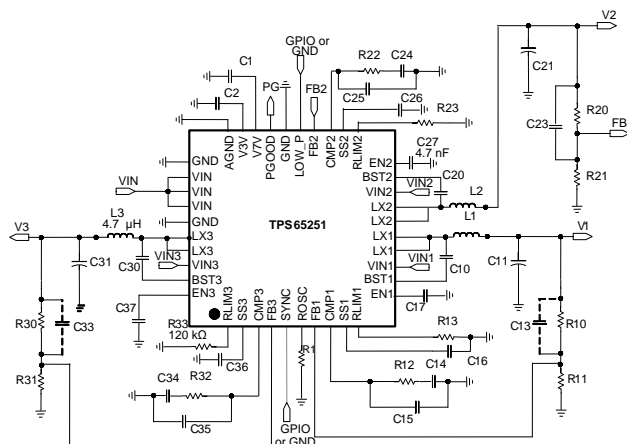 GPIO or
GND
C1
C2
PG
FB2
R22
C24
C25
C26
R23
V2
C21
C23
R20
FB
R21
AGND
V3V
V7V
PGOOD
GND
LOW_P
FB2
CMP2
SS2
RLIM2
GND
VIN
VIN
VIN
VIN
GND
LX3
LX3
VIN3
VIN3
BST3
EN3
TPS65251
EN2
BST2
VIN2
LX2
LX2
LX1
LX1
VIN1
BST1
EN1
C27
4.7 nF
C20
VIN2
L2
L1
VIN1
C10
C17
C11
V1
V3
L3
4.7 µH
C31
C30
C37
R30
C33
R31
C13
R10
R11
RLIM3
SS3
CMP3
FB3
SYNC
ROSC
FB1
CMP1
SS1
RLIM1
R33
120 kΩ
C36
R1
R13
C16
C34
R32
C35
R12
C14
C15
GPIO
or GND